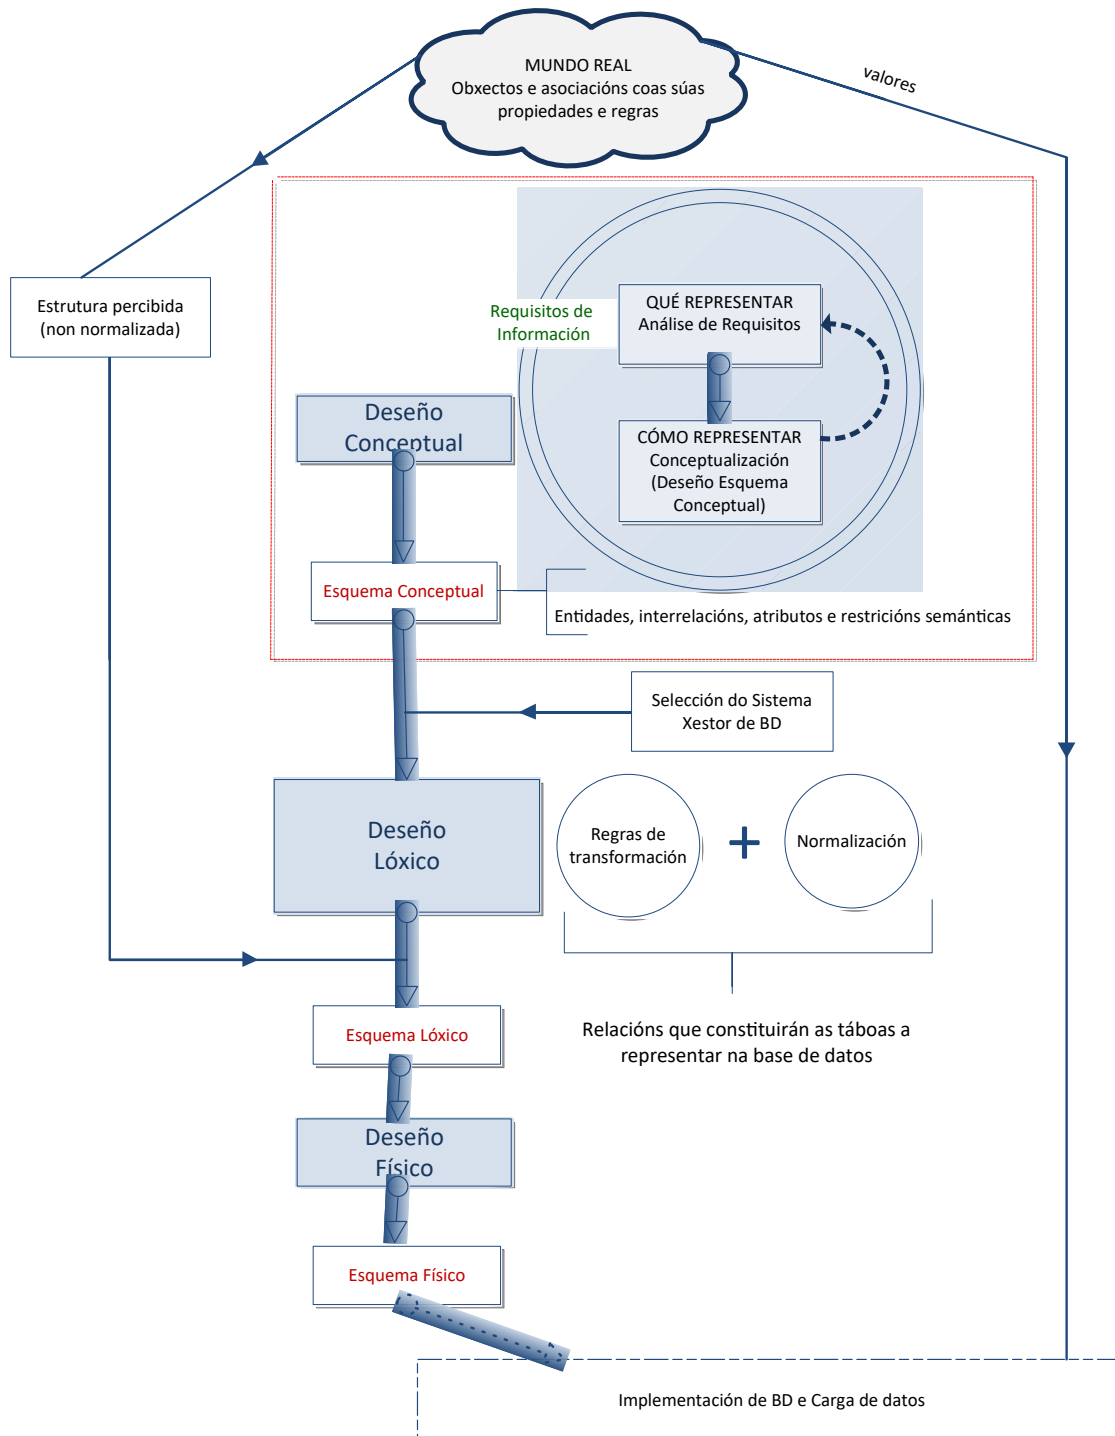 MUNDO REAL
Obxectos e asociacións coas súas
propiedades e regras
valores
Estrutura percibida
(non normalizada)
Requisitos de
Información
QUÉ REPRESENTAR
Análise de Requisitos
CÓMO REPRESENTAR
Conceptualización
(Deseño Esquema
Conceptual)
Deseño
Conceptual
Esquema Conceptual
Entidades, interrelacións, atributos e restricións semánticas
Selección do Sistema
Xestor de BD
Deseño
Lóxico
Regras de
transformación
+
Normalización
Relacións que constituirán as táboas a
representar na base de datos
Esquema Lóxico
Deseño
Físico
Esquema Físico
Implementación de BD e Carga de datos